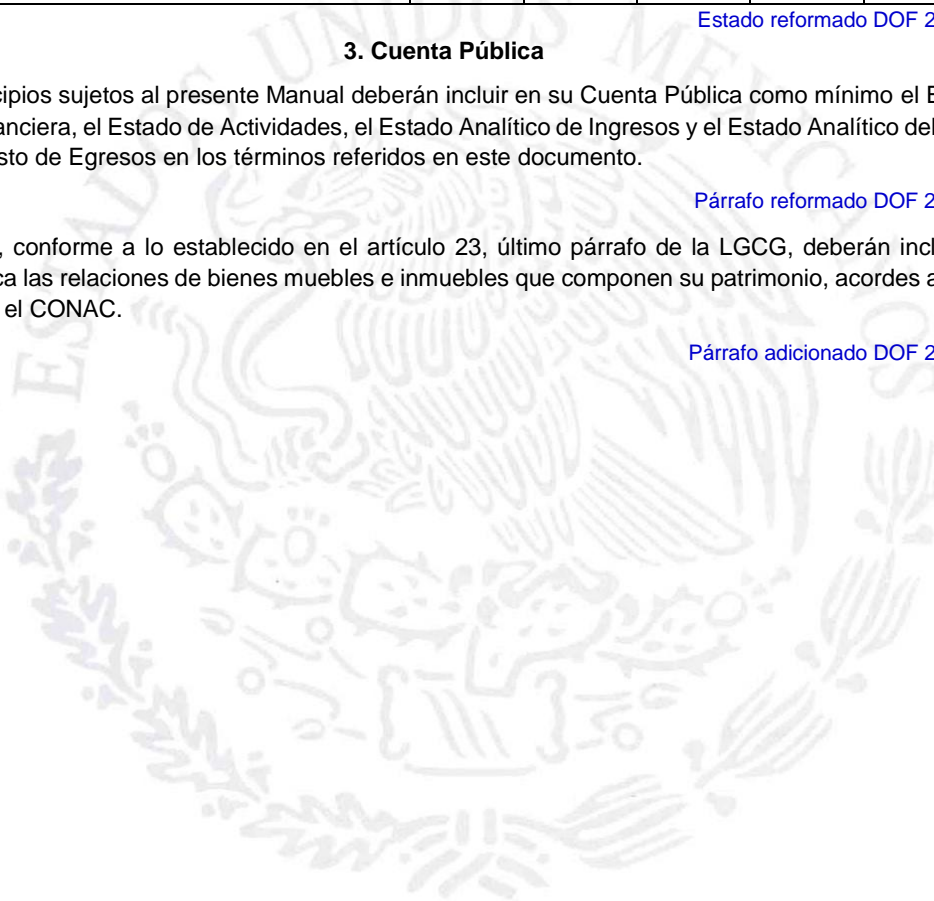 Estado reformado DOF 2
3. Cuenta Pública
cipios sujetos al presente Manual deberán incluir en su Cuenta Pública como mínimo el E
anciera, el Estado de Actividades, el Estado Analítico de Ingresos y el Estado Analítico del
sto de Egresos en los términos referidos en este documento.
Párrafo reformado DOF 2
, conforme a lo establecido en el artículo 23, último párrafo de la LGCG, deberán incl
ca las relaciones de bienes muebles e inmuebles que componen su patrimonio, acordes a
el CONAC.
Párrafo adicionado DOF 2
ESTADOS UNIDOS MEXICANOS